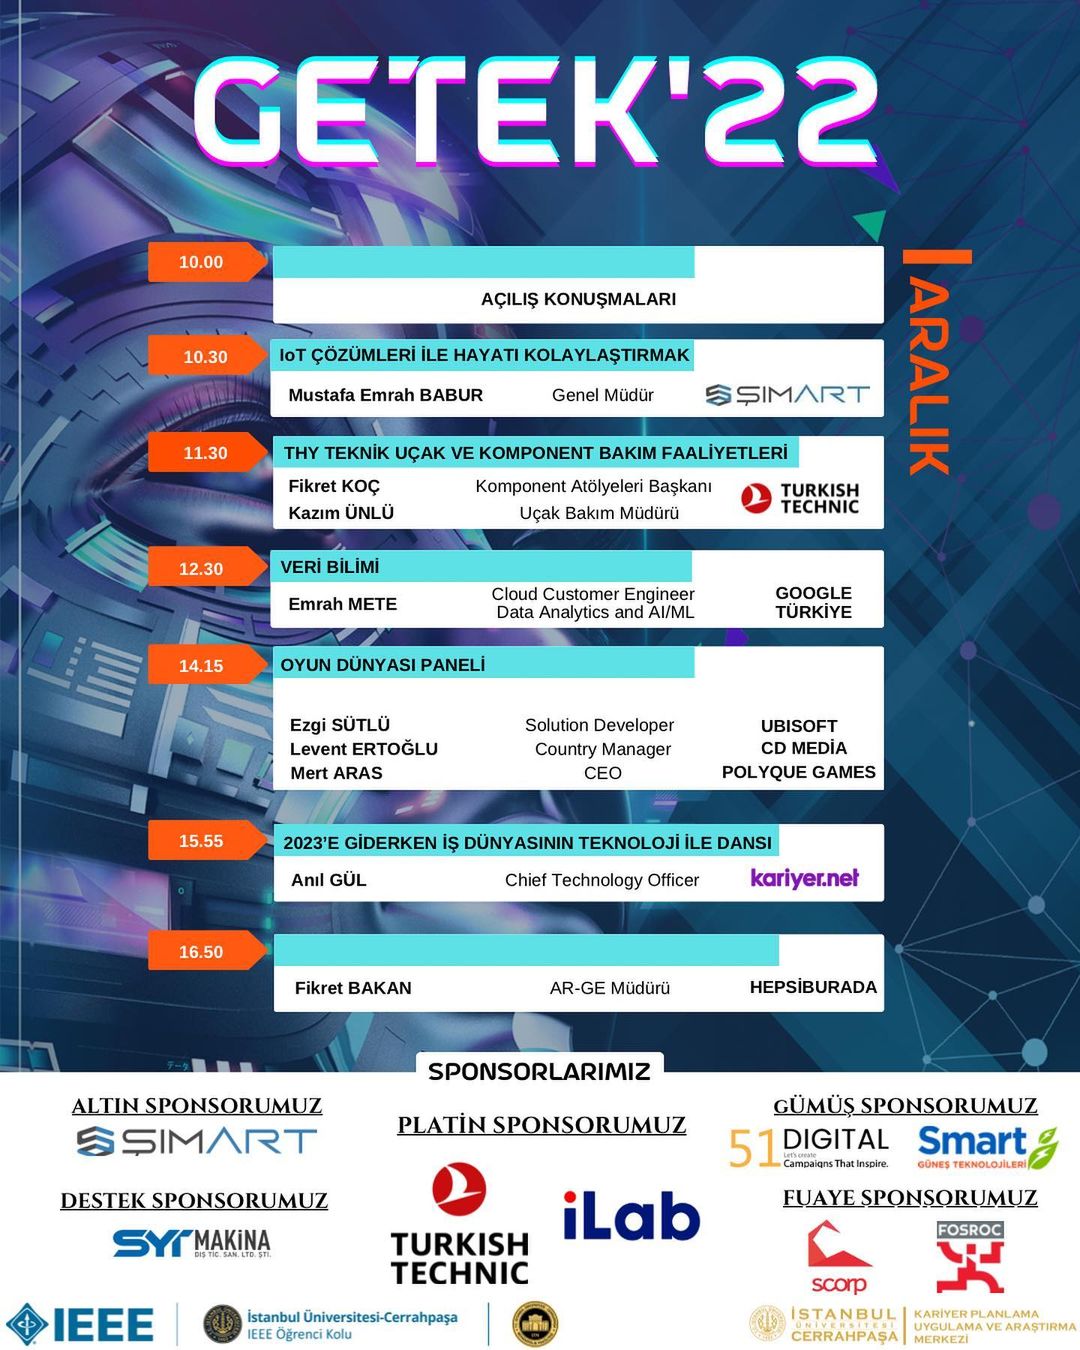 GETEK'22
1 ARALIK
10.00
AÇILIŞ KONUŞMALARI
10.30
IoT ÇÖZÜMLERİ İLE HAYATI KOLAYLAŞTIRMAK
Mustafa Emrah BABUR Genel Müdür ŞIMART
11.30
THY TEKNİK UÇAK VE KOMPONENT BAKIM FAALİYETLERİ
Fikret KOÇ Komponent Atölyeleri Başkanı
Kazım ÜNLÜ Uçak Bakım Müdürü
TURKISH
TECHNIC
12.30
VERİ BİLİMİ
Emrah METE
Cloud Customer Engineer
Data Analytics and AI/ML
GOOGLE
TÜRKİYE
14.15
OYUN DÜNYASI PANELİ
Ezgi SÜTLÜ Solution Developer UBISOFT
Levent ERTOĞLU Country Manager CD MEDİA
Mert ARAS CEO POLYQUE GAMES
15.55
2023’E GİDERKEN İŞ DÜNYASININ TEKNOLOJİ İLE DANSI
Anıl GÜL Chief Technology Officer kariyer.net
16.50
Fikret BAKAN AR-GE Müdürü HEPSİBURADA
SPONSORLARIMIZ
ALTIN SPONSORUMUZ
ŞIMART
DESTEK SPONSORUMUZ
SYT MAKİNA
DIŞ TİC. SAN. LTD. ŞTİ.
PLATİN SPONSORUMUZ
TURKISH
TECHNIC
iLab
GÜMÜŞ SPONSORUMUZ
51 DIGITAL
Let's create
Campaigns That Inspire.
Smart
GÜNEŞ TEKNOLOJİLERİ
FUAYE SPONSORUMUZ
scorp
FOSROC
IEEE
İstanbul Üniversitesi-Cerrahpaşa
IEEE Öğrenci Kolu
İSTANBUL
ÜNİVERSİTESİ
CERRAHPAŞA
KARİYER PLANLAMA
UYGULAMA VE ARAŞTIRMA
MERKEZİ